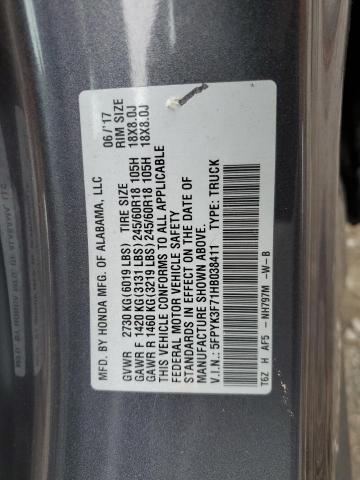 MFD. BY HONDA MFG. OF ALABAMA, LLC 06/'17
GVWR 2730 KG(6019 LBS) TIRE SIZE RIM SIZE
GAWR F 1420 KG(3131 LBS) 245/60R18 105H 18X8.0J
GAWR R 1460 KG(3219 LBS) 245/60R18 105H 18X8.0J
THIS VEHICLE CONFORMS TO ALL APPLICABLE
FEDERAL MOTOR VEHICLE SAFETY
STANDARDS IN EFFECT ON THE DATE OF
MANUFACTURE SHOWN ABOVE.
V.I.N.: 5FPYK3F71HB038411 TYPE: TRUCK
T6Z H AF5 -NH797M -W-B